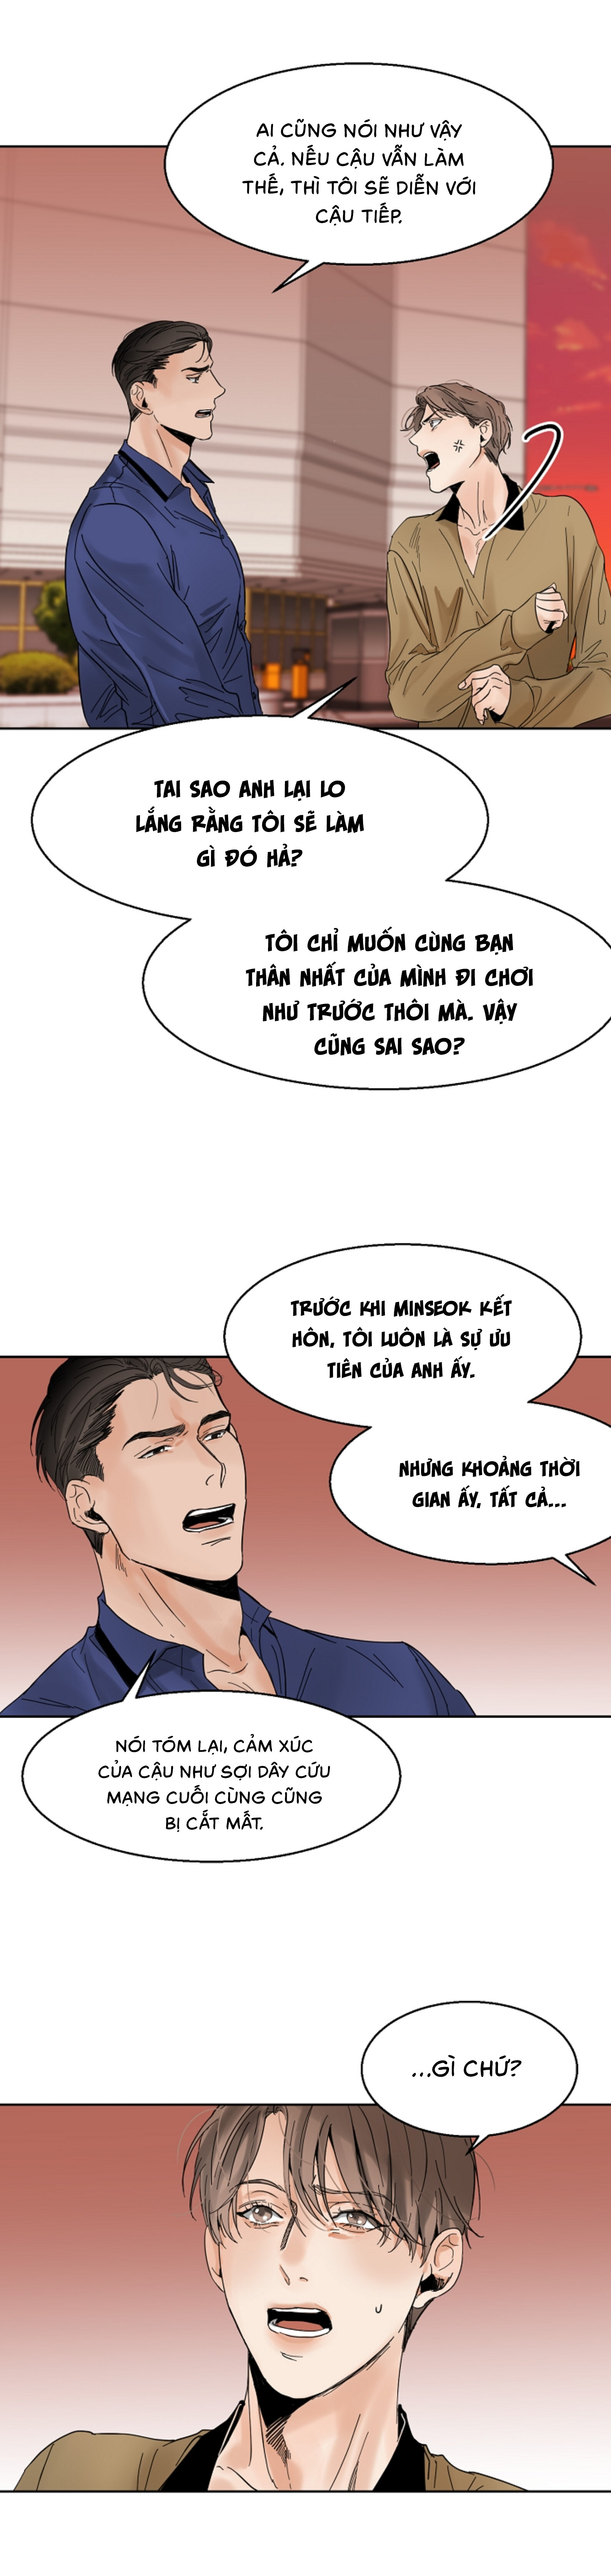 AI CŨNG NÓI NHƯ VẬY
CẢ. NẾU CẬU VẪN LÀM
THẾ, THÌ TÔI SẼ DIỄN VỚI
CẬU TIẾP.
TẠI SAO ANH LẠI LO
LẮNG RẰNG TÔI SẼ LÀM
GÌ ĐÓ HẢ?
TÔI CHỈ MUỐN CÙNG BẠN
THÂN NHẤT CỦA MÌNH ĐI CHƠI
NHƯ TRƯỚC THÔI MÀ. VẬY
CŨNG SAI SAO?
TRƯỚC KHI MINSEOK KẾT
HÔN, TÔI LUÔN LÀ SỰ ƯU
TIÊN CỦA ANH ẤY.
NHƯNG KHOẢNG THỜI
GIAN ẤY, TẤT CẢ...
NÓI TÓM LẠI, CẢM XÚC
CỦA CẬU NHƯ SỢI DÂY CỨU
MẠNG CUỐI CÙNG CŨNG
BỊ CẮT MẤT.
...GÌ CHỨ?